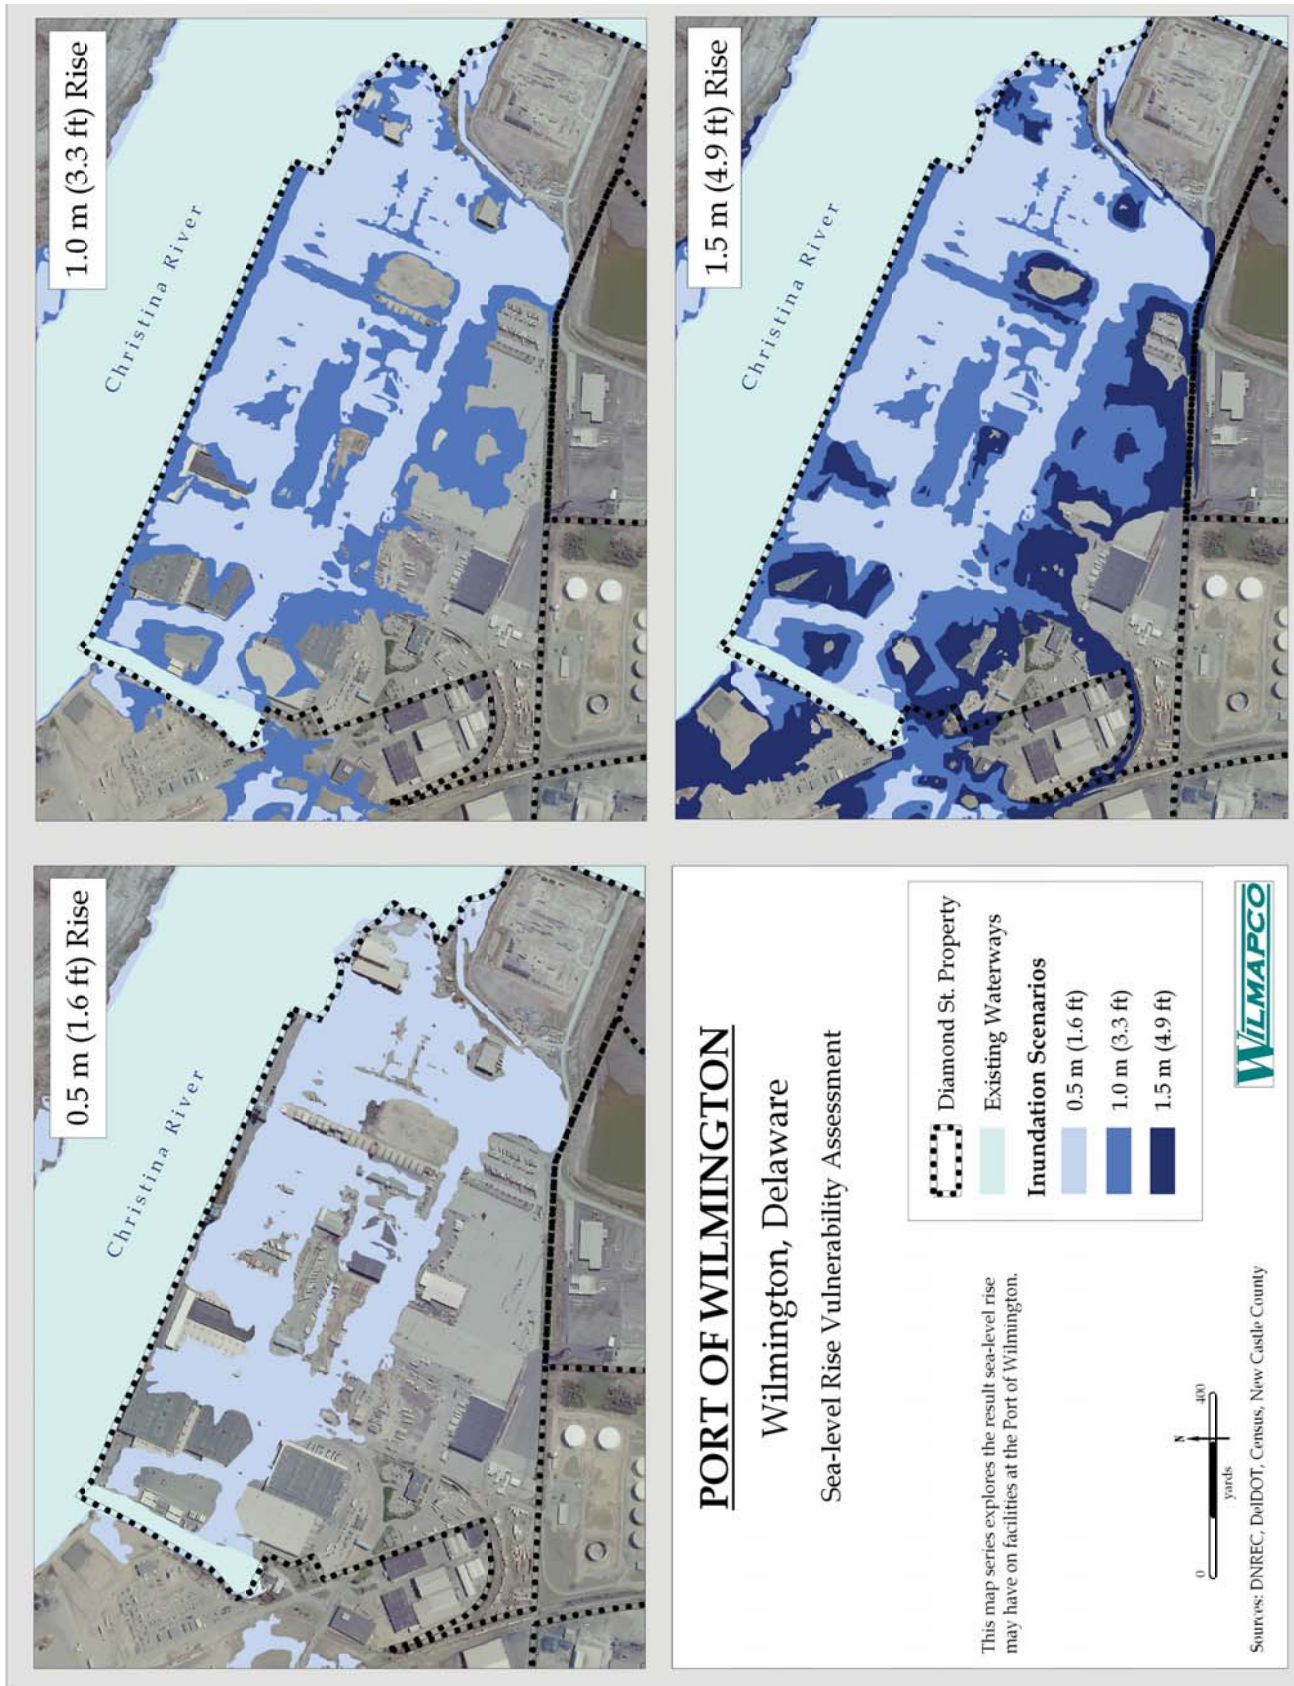 0.5 m (1.6 ft) Rise
Christina River
1.0 m (3.3 ft) Rise
Christina River
PORT OF WILMINGTON
Wilmington, Delaware
Sea-level Rise Vulnerability Assessment
This map series explores the result sea-level rise
may have on facilities at the Port of Wilmington.
Diamond St. Property
Existing Waterways
Inundation Scenarios
0.5 m (1.6 ft)
1.0 m (3.3 ft)
1.5 m (4.9 ft)
N
0 400
yards
Sources: DNREC, DelDOT, Census, New Castle County
WILMAPCO
1.5 m (4.9 ft) Rise
Christina River